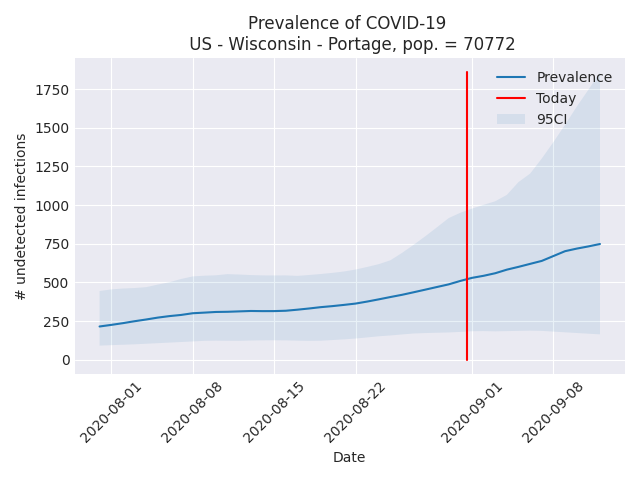 Prevalence of COVID-19
US - Wisconsin - Portage, pop. = 70772
Prevalence
Today
95CI
1750
1500
1250
1000
750
500
250
0
# undetected infections
2020-08-01
2020-08-08
2020-08-15
2020-08-22
2020-09-01
2020-09-08
Date